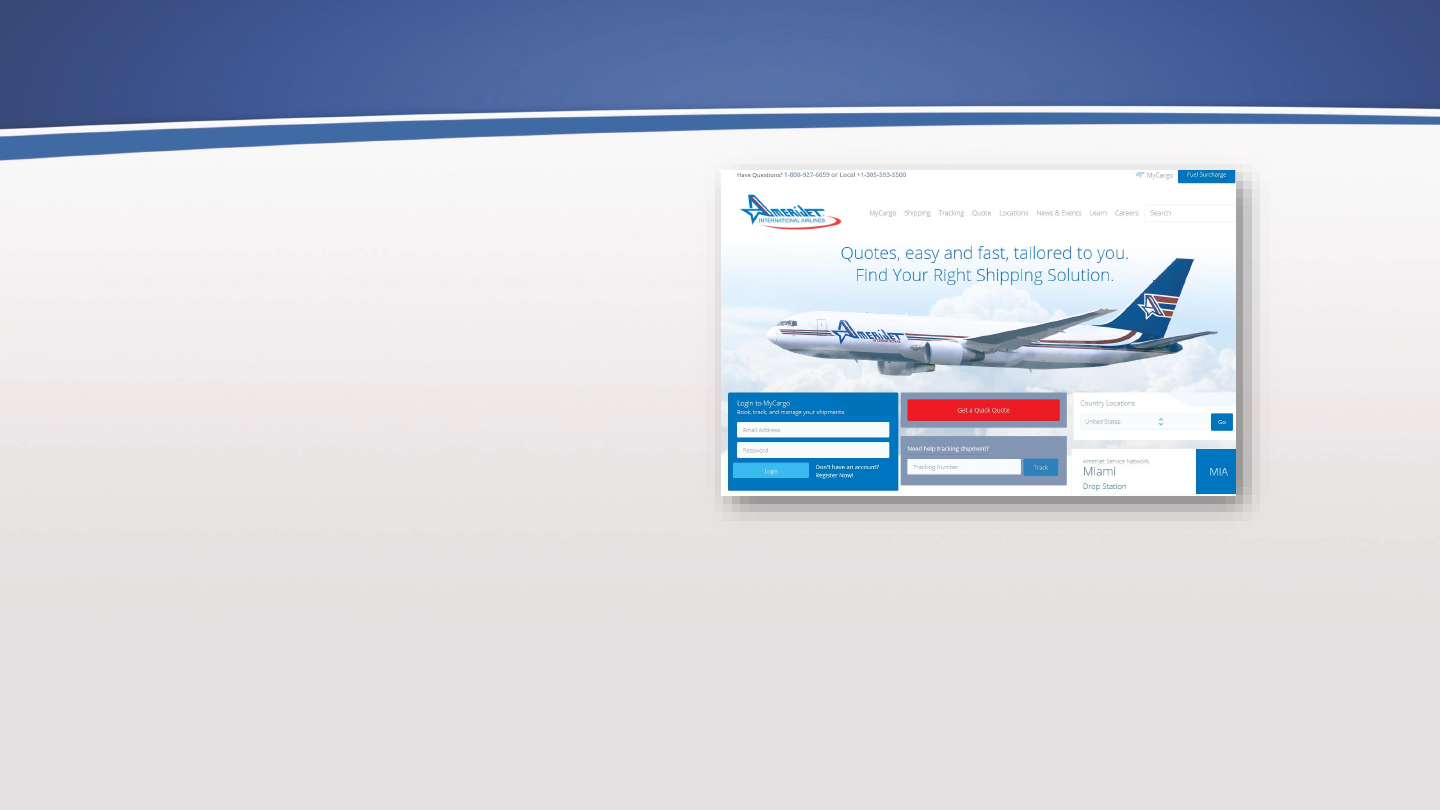 Have Questions? 1-800-927-6059 or Local +1-305-593-5500
MyCargo
Fuel Surcharge
AMERIJET
INTERNATIONAL AIRLINES
MyCargo Shipping Tracking Quote Locations News & Events Learn Careers Search
Quotes, easy and fast, tailored to you.
Find Your Right Shipping Solution.
AMERIJET
Login to MyCargo
Book, track, and manage your shipments
Email Address
Password
Login
Don't have an account?
Register Now!
Get a Quick Quote
Need help tracking shipment?
Tracking Number
Track
Country Locations
United States
Go
Amerijet Service Network
Miami
Drop Station
MIA